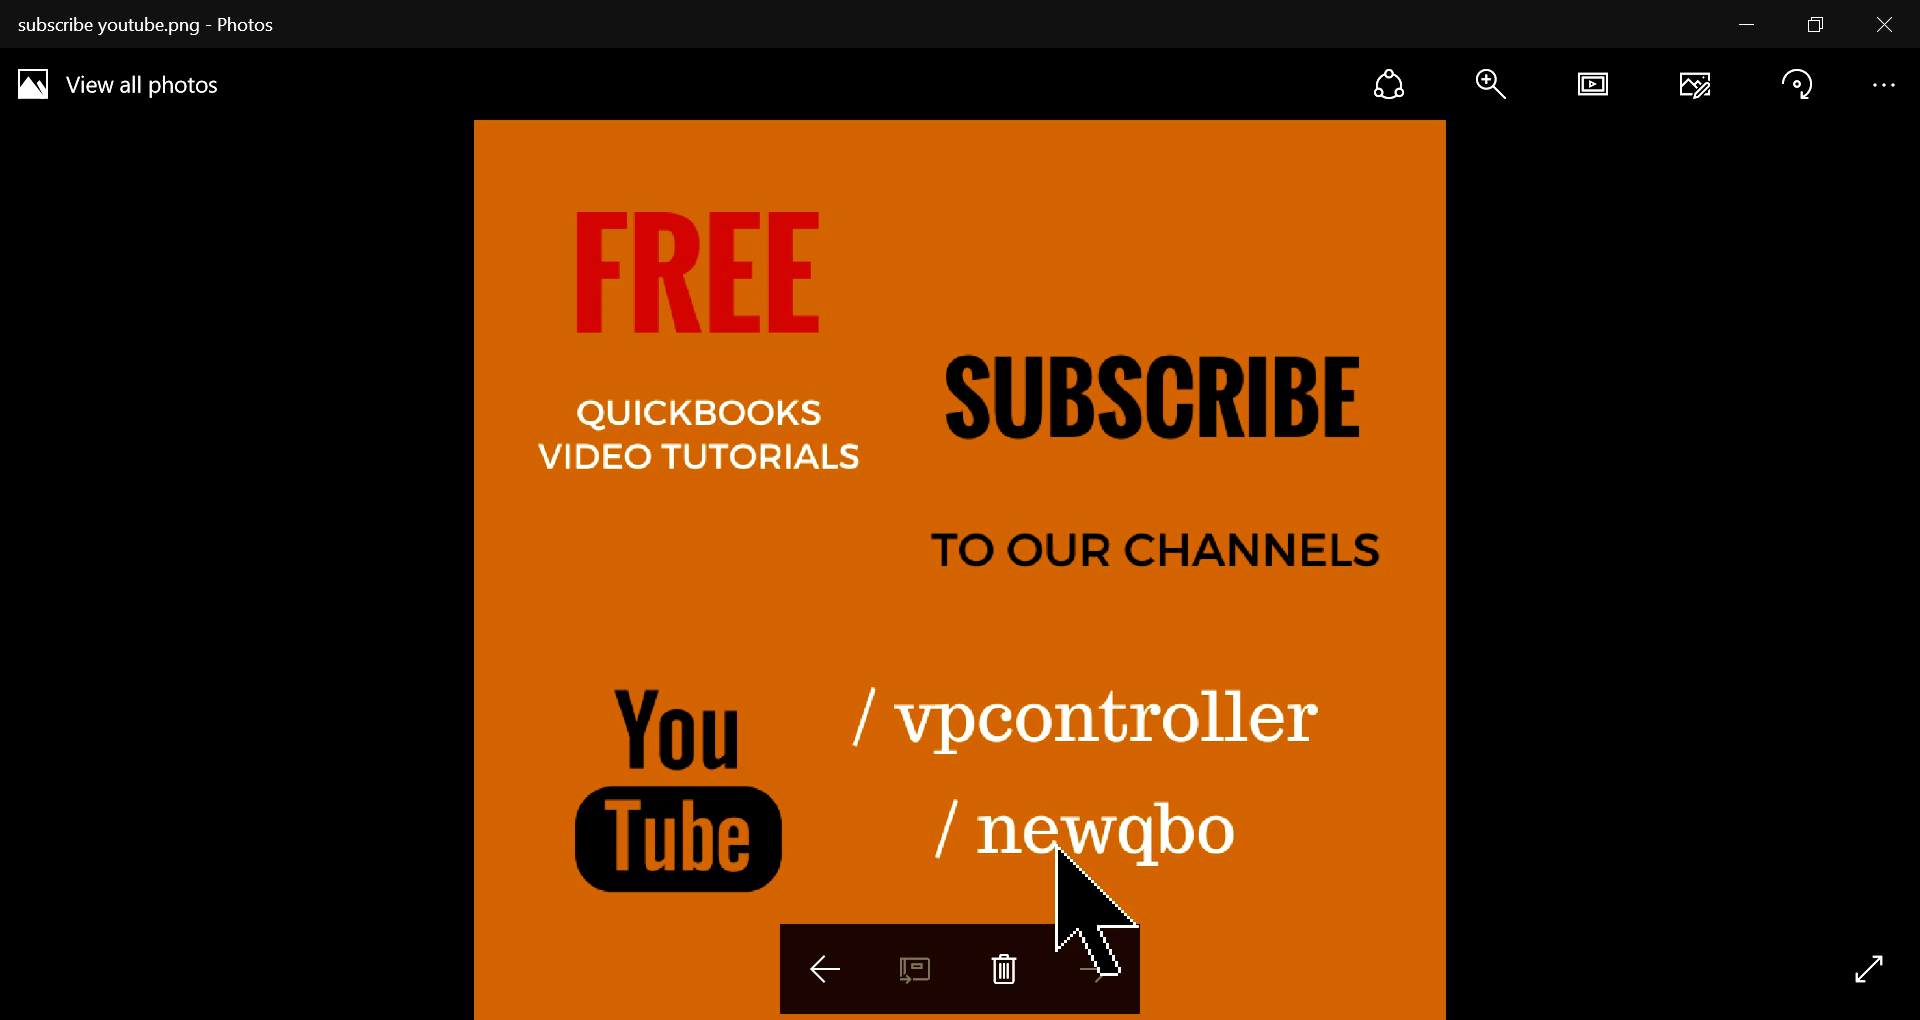 subscribe youtube.png - Photos
View all photos
FREE
QUICKBOOKS
VIDEO TUTORIALS
SUBSCRIBE
TO OUR CHANNELS
You
Tube
/ vpcontroller
/ newqbo